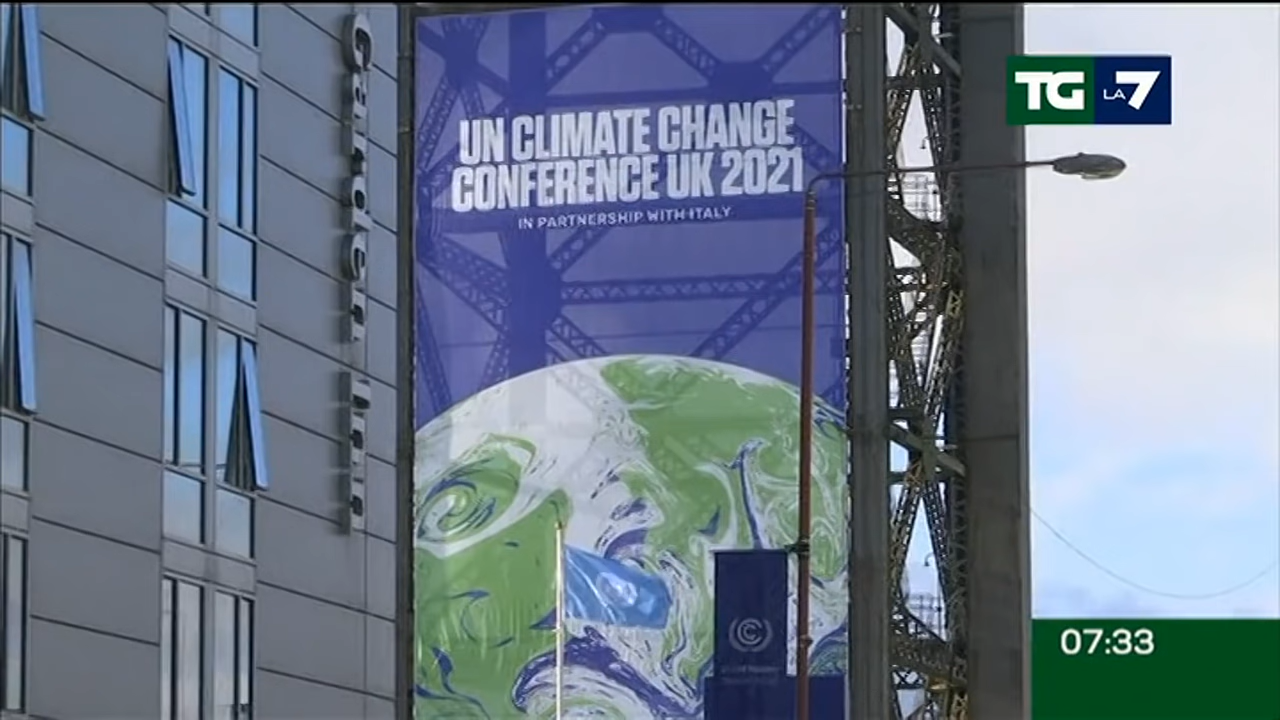 TG LA7
UN CLIMATE CHANGE
CONFERENCE UK 2021
IN PARTNERSHIP WITH ITALY
07:33